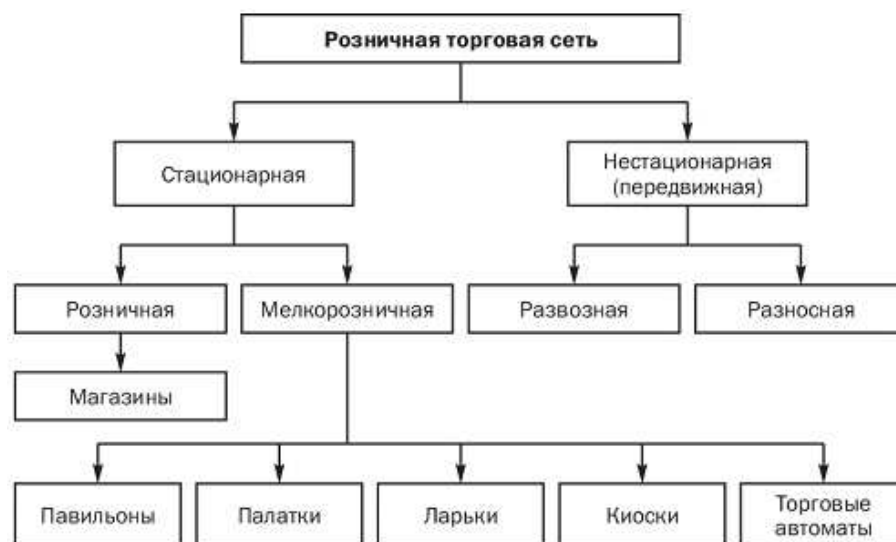 Розничная торговая сеть
Стационарная
Нестационарная
(передвижная)
Розничная
Мелкорозничная
Развозная
Разносная
Магазины
Павильоны
Палатки
Ларьки
Киоски
Торговые
автоматы